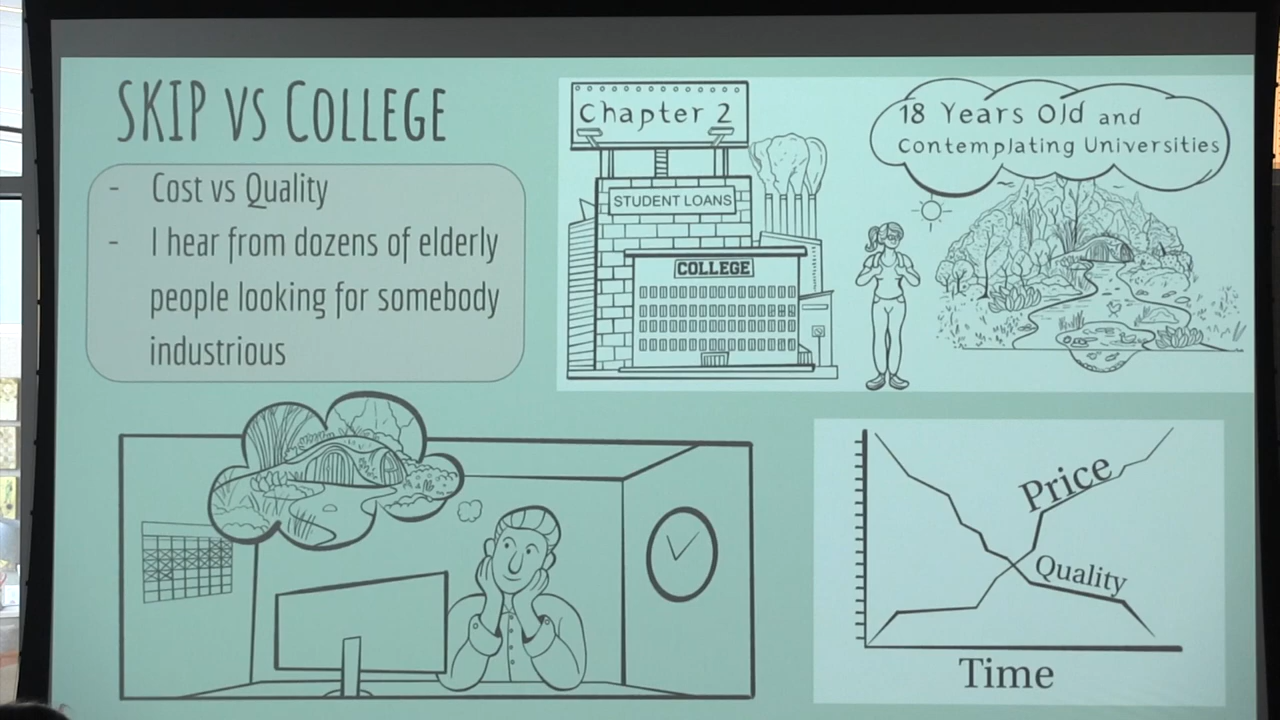 SKIP vs COLLEGE
- Cost vs Quality
- I hear from dozens of elderly
people looking for somebody
industrious
Chapter 2
STUDENT LOANS
COLLEGE
18 Years Old and
Contemplating Universities
Price
Quality
Time